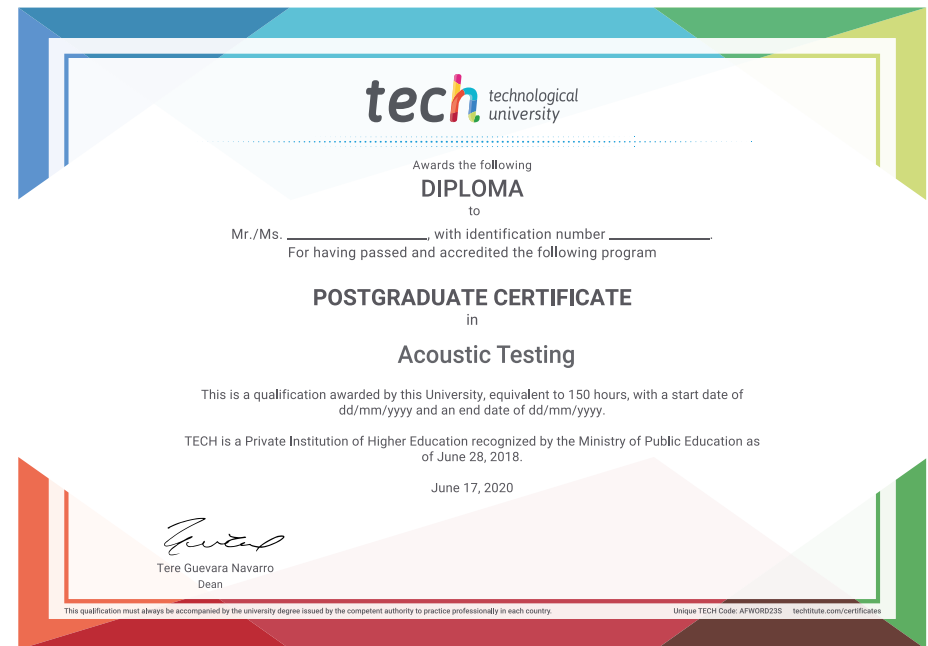 tech technological
university
Awards the following
DIPLOMA
to
Mr./Ms. ____________________, with identification number ______________.
For having passed and accredited the following program
POSTGRADUATE CERTIFICATE
in
Acoustic Testing
This is a qualification awarded by this University, equivalent to 150 hours, with a start date of
dd/mm/yyyy and an end date of dd/mm/yyyy.
TECH is a Private Institution of Higher Education recognized by the Ministry of Public Education as
of June 28, 2018.
June 17, 2020
Tere Guevara Navarro
Dean
This qualification must always be accompanied by the university degree issued by the competent authority to practice professionally in each country.
Unique TECH Code: AFWORD23S techtitute.com/certificates